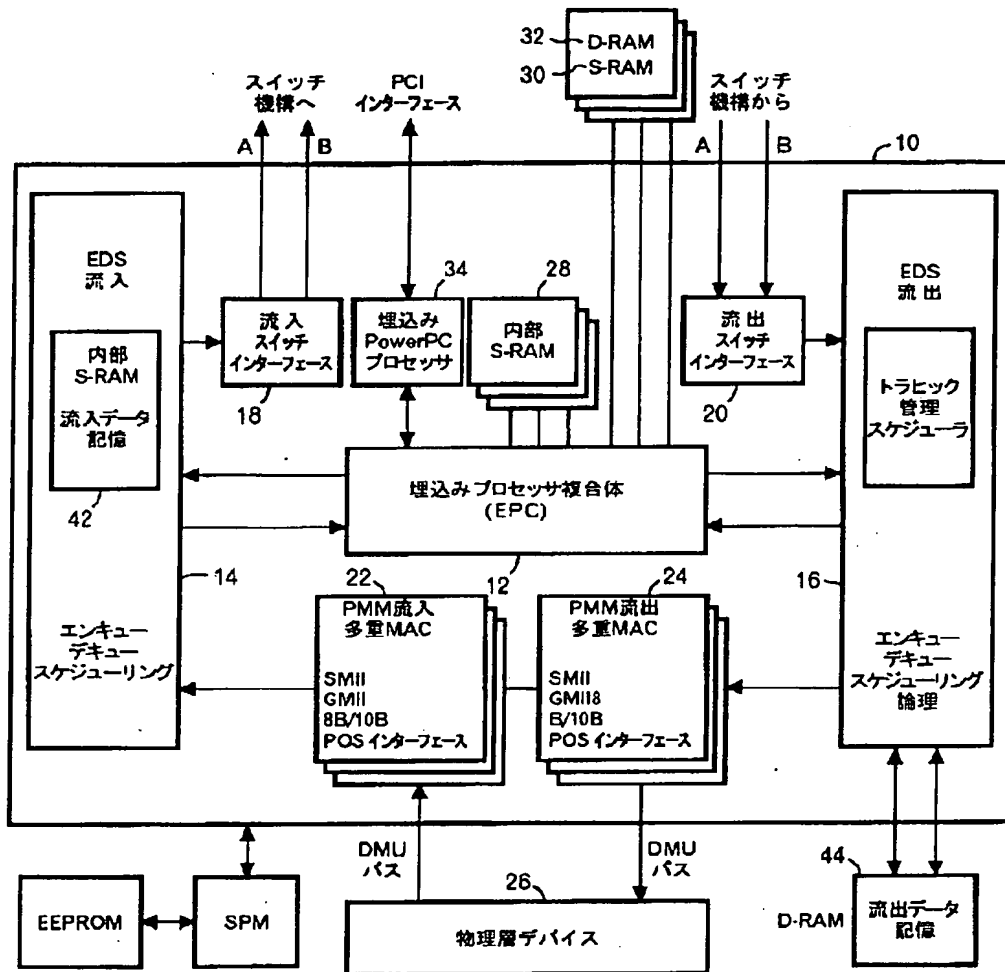 32
D-RAM
30
S-RAM
スイッチ
機構へ
PCI
インターフェース
スイッチ
機構から
A
B
A
B
10
EDS
流入
34
28
EDS
流出
内部
S-RAM
流入データ
記憶
42
流入
スイッチ
インターフェース
18
埋込み
PowerPC
プロセッサ
内部
S-RAM
流出
スイッチ
インターフェース
20
トラヒック
管理
スケジューラ
埋込みプロセッサ複合体
(EPC)
12
14
22
24
16
エンキュー
デキュー
スケジューリング
PMM流入
多重MAC
SMII
GMII
8B/10B
POS インターフェース
PMM流出
多重MAC
SMII
GMII8
B/10B
POS インターフェース
エンキュー
デキュー
スケジューリング
論理
DMU
バス
DMU
バス
26
44
EEPROM
SPM
物理層デバイス
D-RAM
流出データ
記憶